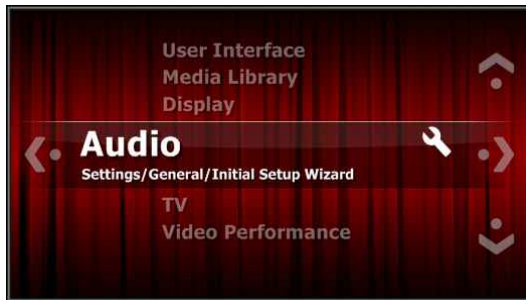 User Interface
Media Library
Display
Audio
Settings/General/Initial Setup Wizard
TV
Video Performance